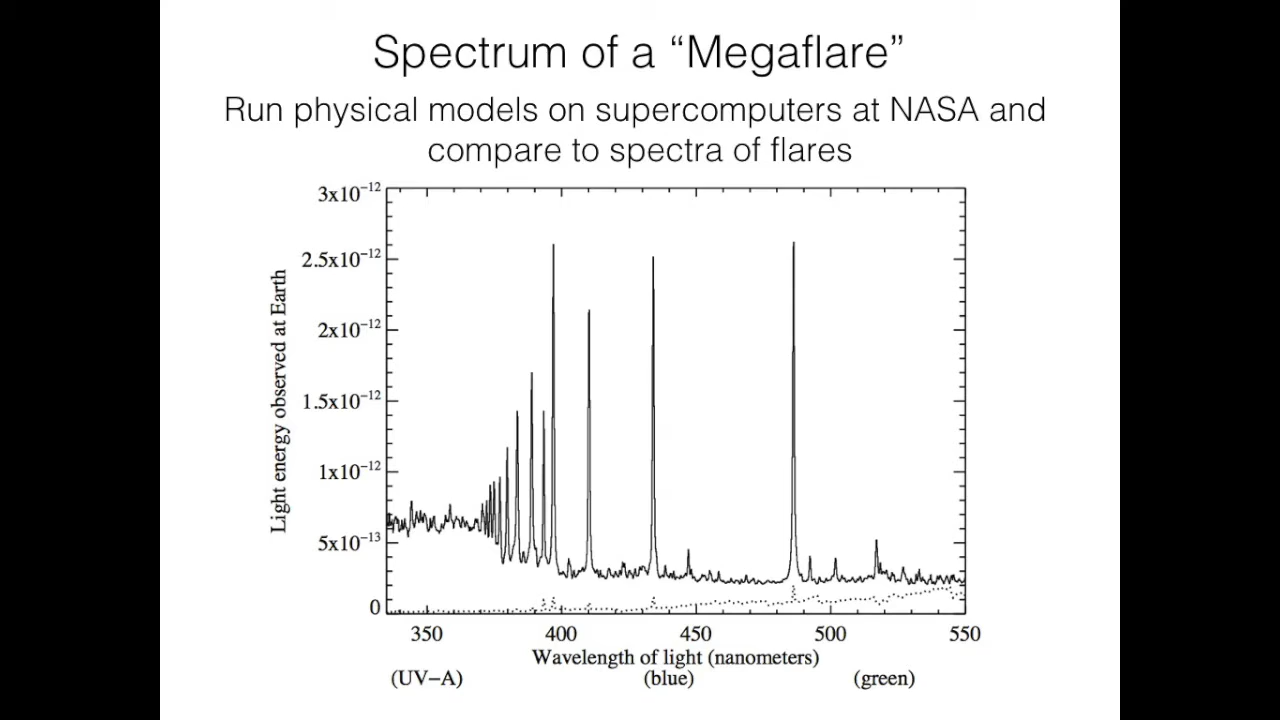 Spectrum of a “Megaflare”
Run physical models on supercomputers at NASA and
compare to spectra of flares
3x10⁻¹²
2.5x10⁻¹²
2x10⁻¹²
1.5x10⁻¹²
1x10⁻¹²
5x10⁻¹³
0
Light energy observed at Earth
350 400 450 500 550
Wavelength of light (nanometers)
(UV−A) (blue) (green)